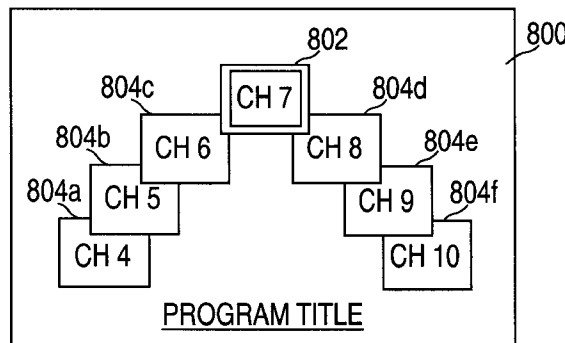 802
800
804c
CH 7
804d
804b
CH 6
CH 8
804e
804a
CH 5
CH 9
804f
CH 4
CH 10
PROGRAM TITLE